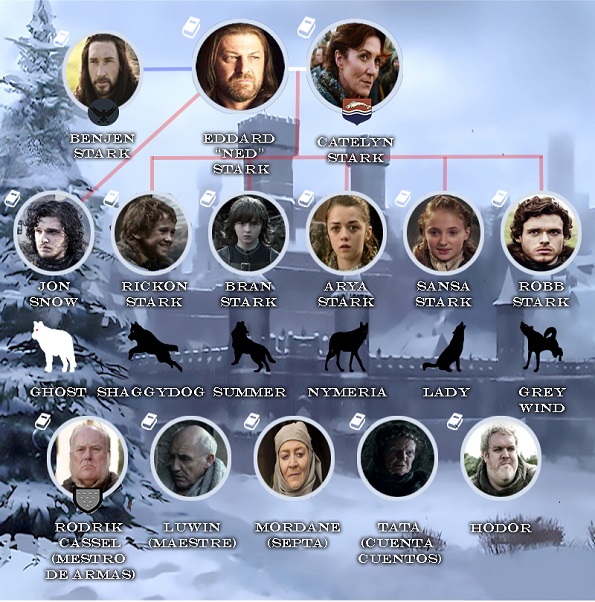 BENJEN
STARK
EDDARD
"NED"
STARK
CATELYN
STARK
JON
SNOW
RICKON
STARK
BRAN
STARK
ARYA
STARK
SANSA
STARK
ROBB
STARK
GHOST
SHAGGYDOG
SUMMER
NYMERIA
LADY
GREY
WIND
RODRIK
CASSEL
(MESTRO
DE ARMAS)
LUWIN
(MAESTRE)
MORDANE
(SEPTA)
TATA
(CUENTA
CUENTOS)
HODOR